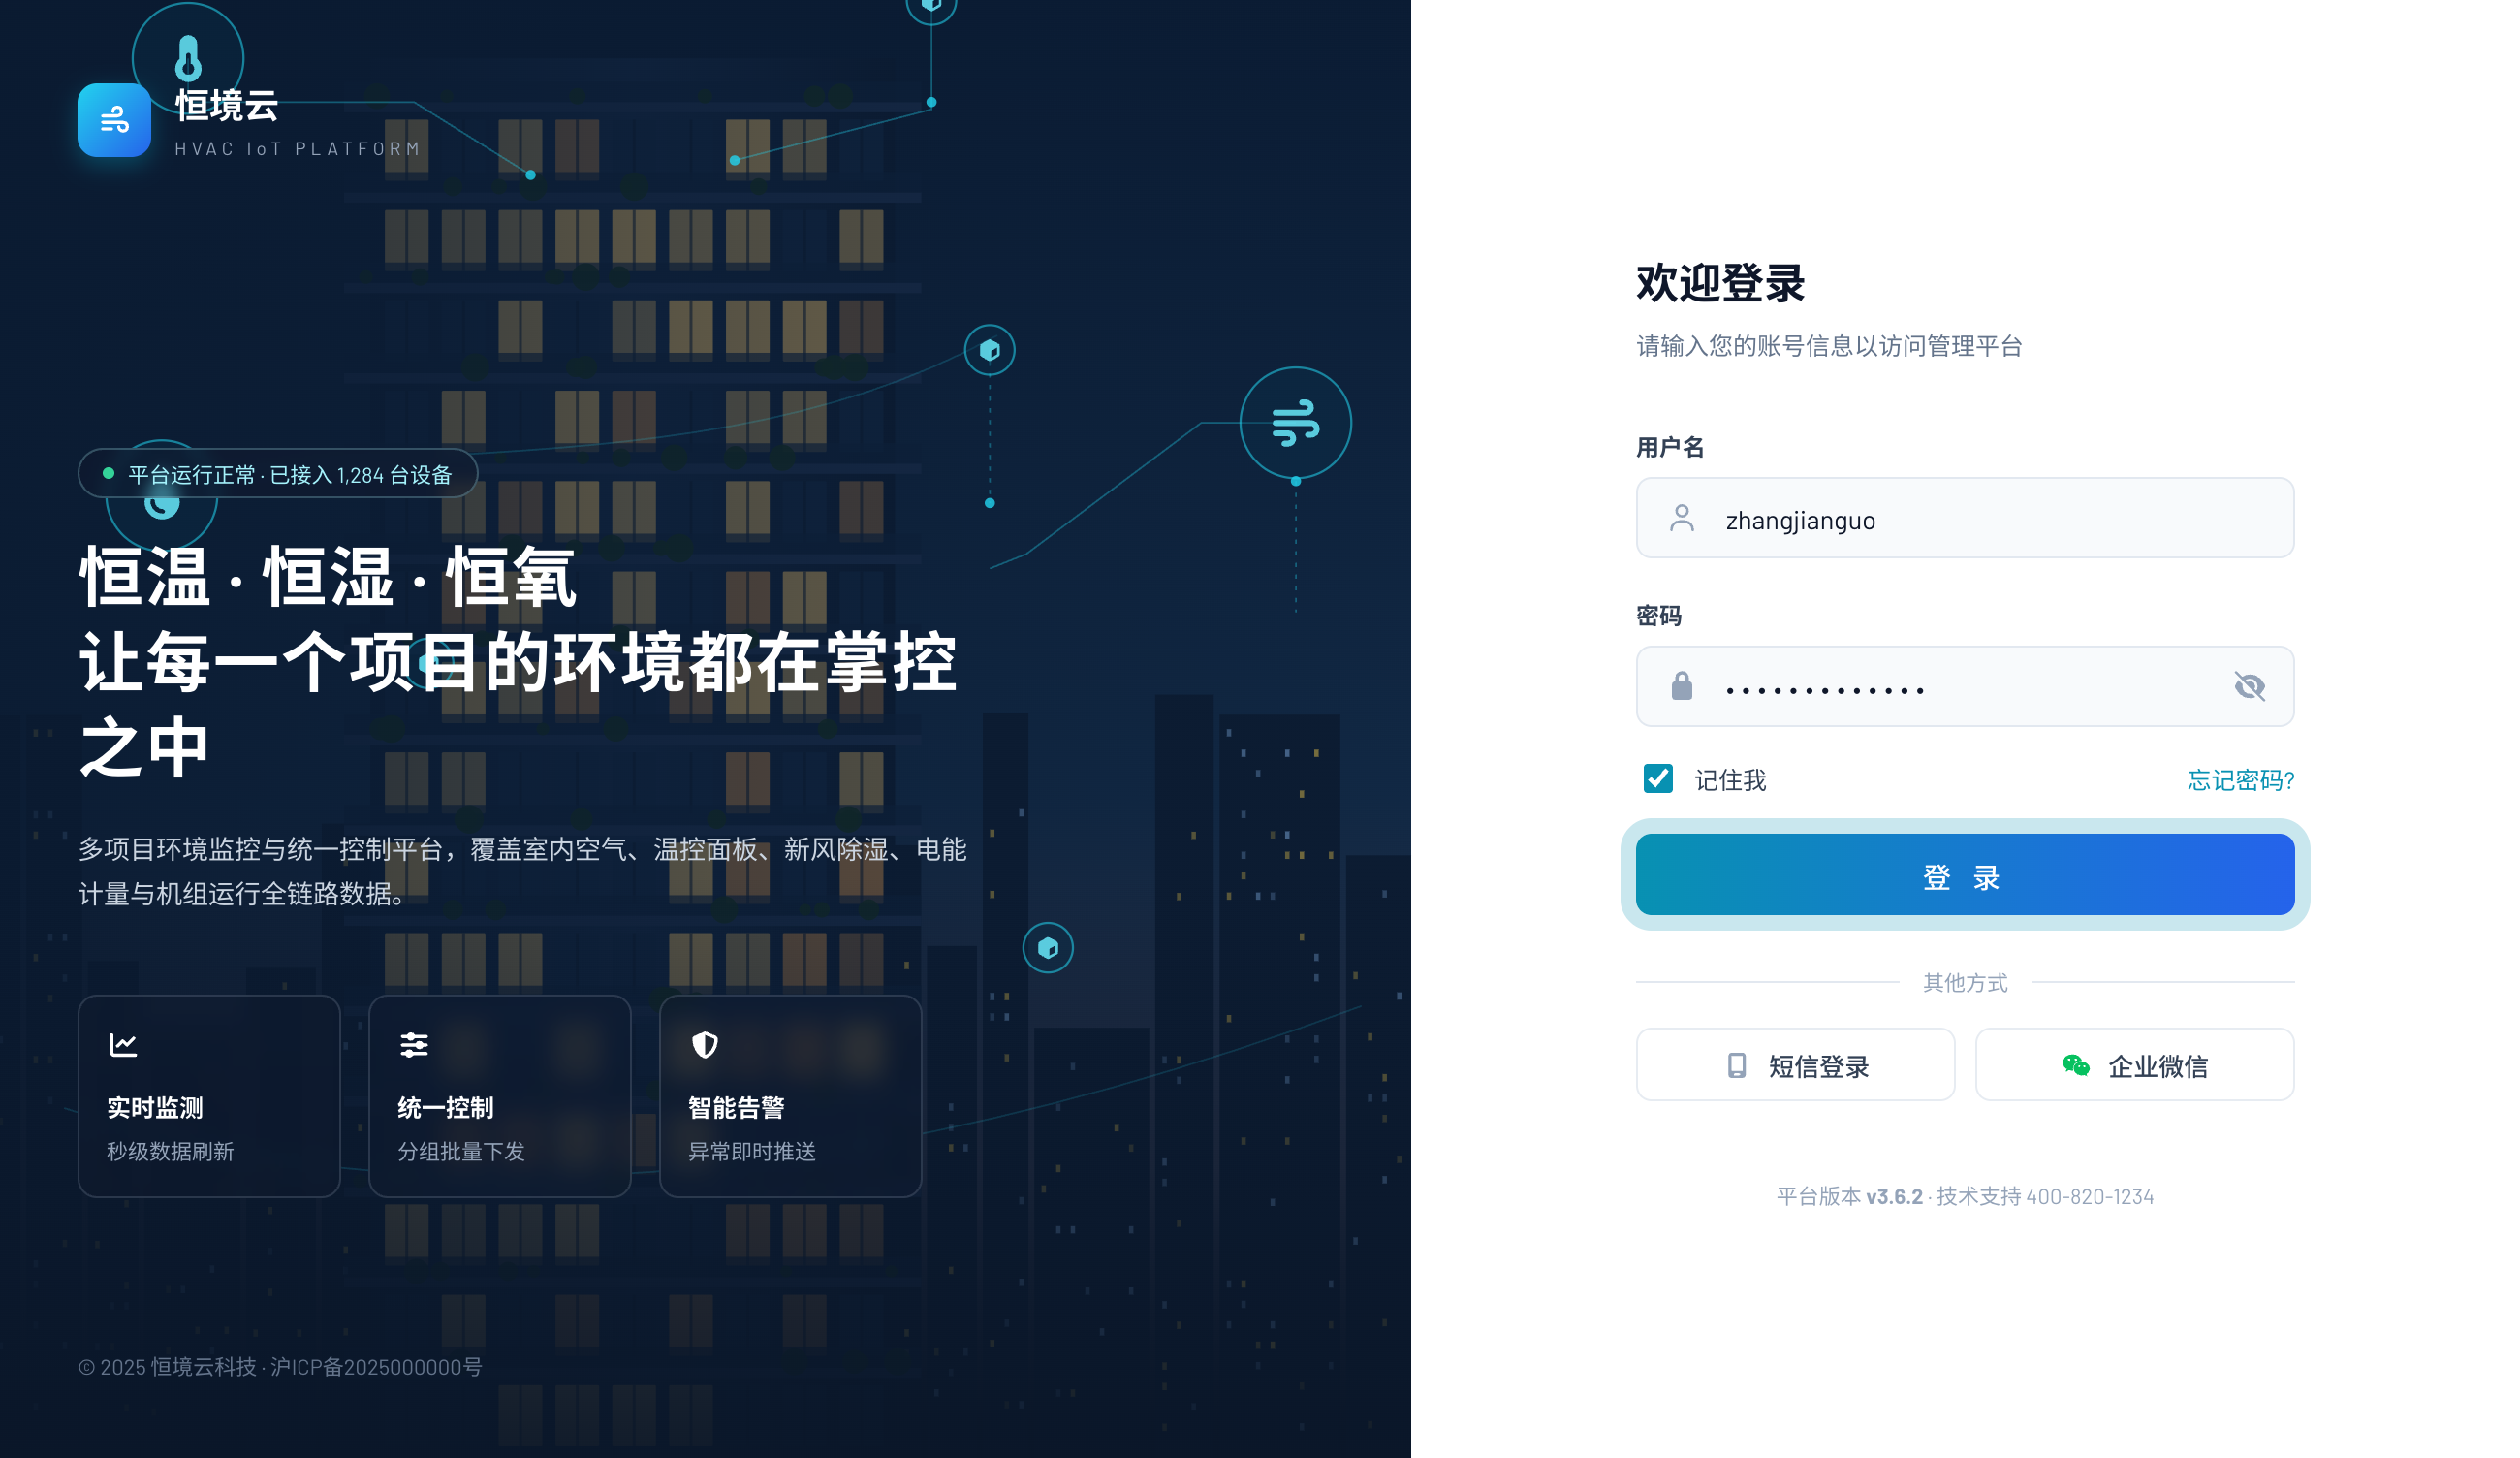 恒境云
HVAC IoT PLATFORM
平台运行正常 · 已接入 1,284 台设备
恒温 · 恒湿 · 恒氧
让每一个项目的环境都在掌控
之中
多项目环境监控与统一控制平台，覆盖室内空气、温控面板、新风除湿、电能
计量与机组运行全链路数据。
实时监测
秒级数据刷新
统一控制
分组批量下发
智能告警
异常即时推送
© 2025 恒境云科技 · 沪ICP备2025000000号
欢迎登录
请输入您的账号信息以访问管理平台
用户名
zhangjianguo
密码
•••••••••••••
记住我
忘记密码?
登 录
其他方式
短信登录
企业微信
平台版本 v3.6.2 · 技术支持 400-820-1234